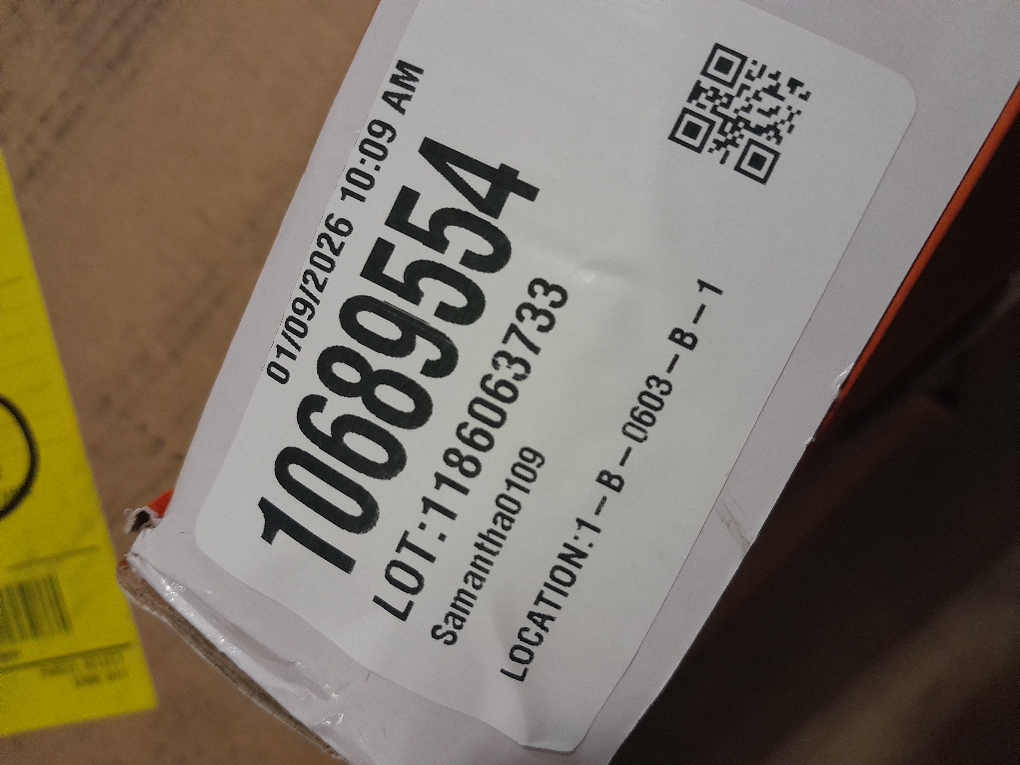 01/09/2026 10:09 AM
10689554
LOT:1186063733
Samantha0109
LOCATION:1-B-0603-B-1